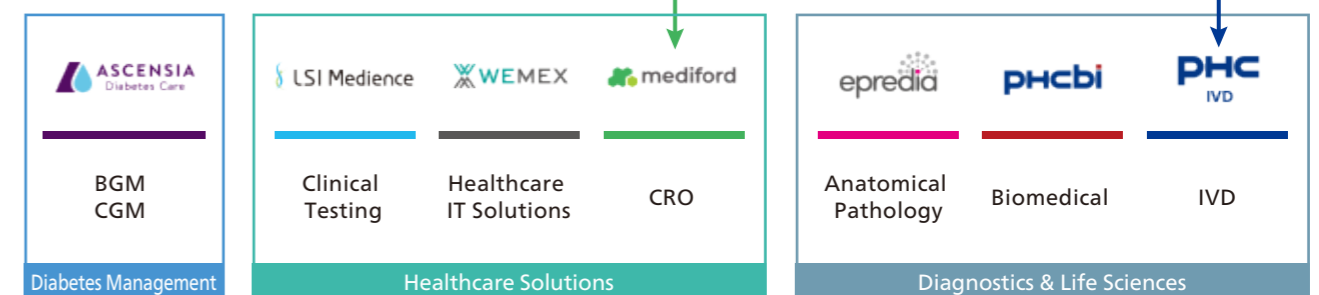 ASCENSIA
Diabetes Care
BGM
CGM
Diabetes Management
LSI Medience
Clinical
Testing
WEMEX
Healthcare
IT Solutions
mediford
CRO
Healthcare Solutions
epredia
Anatomical
Pathology
PHCbi
Biomedical
PHC
IVD
IVD
Diagnostics & Life Sciences